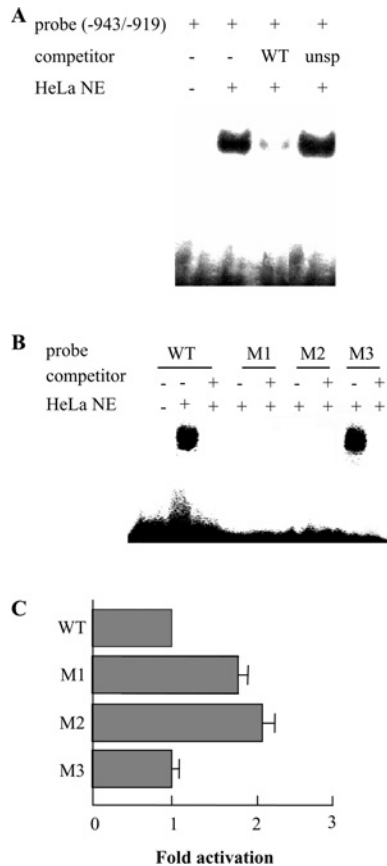 A
probe (-943/-919) + + + +
competitor - - WT unsp
HeLa NE - + + +
B
probe WT M1 M2 M3
competitor - - + - + - + - +
HeLa NE - + + + + + + + +
C
WT
M1
M2
M3
0 1 2 3
Fold activation